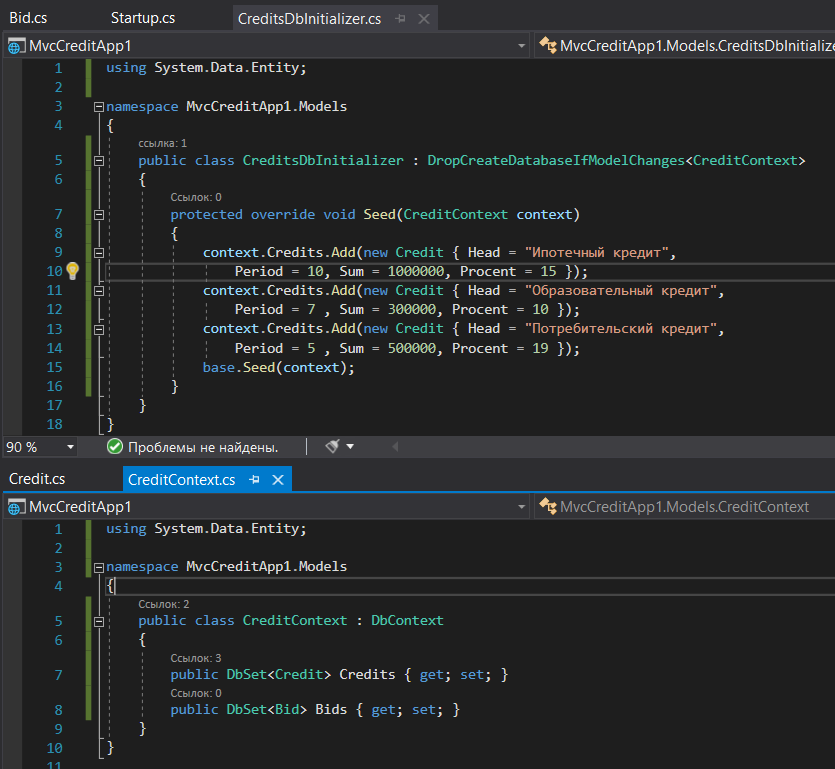 Bid.cs Startup.cs CreditsDbInitializer.cs
MvcCreditApp1 MvcCreditApp1.Models.CreditsDbInitialize
1 using System.Data.Entity;
2
3 namespace MvcCreditApp1.Models
4 {
ссылка: 1
5 public class CreditsDbInitializer : DropCreateDatabaseIfModelChanges<CreditContext>
6 {
Ссылок: 0
7 protected override void Seed(CreditContext context)
8 {
9 context.Credits.Add(new Credit { Head = "Ипотечный кредит",
10 Period = 10, Sum = 1000000, Procent = 15 });
11 context.Credits.Add(new Credit { Head = "Образовательный кредит",
12 Period = 7 , Sum = 300000, Procent = 10 });
13 context.Credits.Add(new Credit { Head = "Потребительский кредит",
14 Period = 5 , Sum = 500000, Procent = 19 });
15 base.Seed(context);
16 }
17 }
18 }
90 % Проблемы не найдены.
Credit.cs CreditContext.cs
MvcCreditApp1 MvcCreditApp1.Models.CreditContext
1 using System.Data.Entity;
2
3 namespace MvcCreditApp1.Models
4 {
Ссылок: 2
5 public class CreditContext : DbContext
6 {
Ссылок: 3
7 public DbSet<Credit> Credits { get; set; }
Ссылок: 0
8 public DbSet<Bid> Bids { get; set; }
9 }
10 }
11